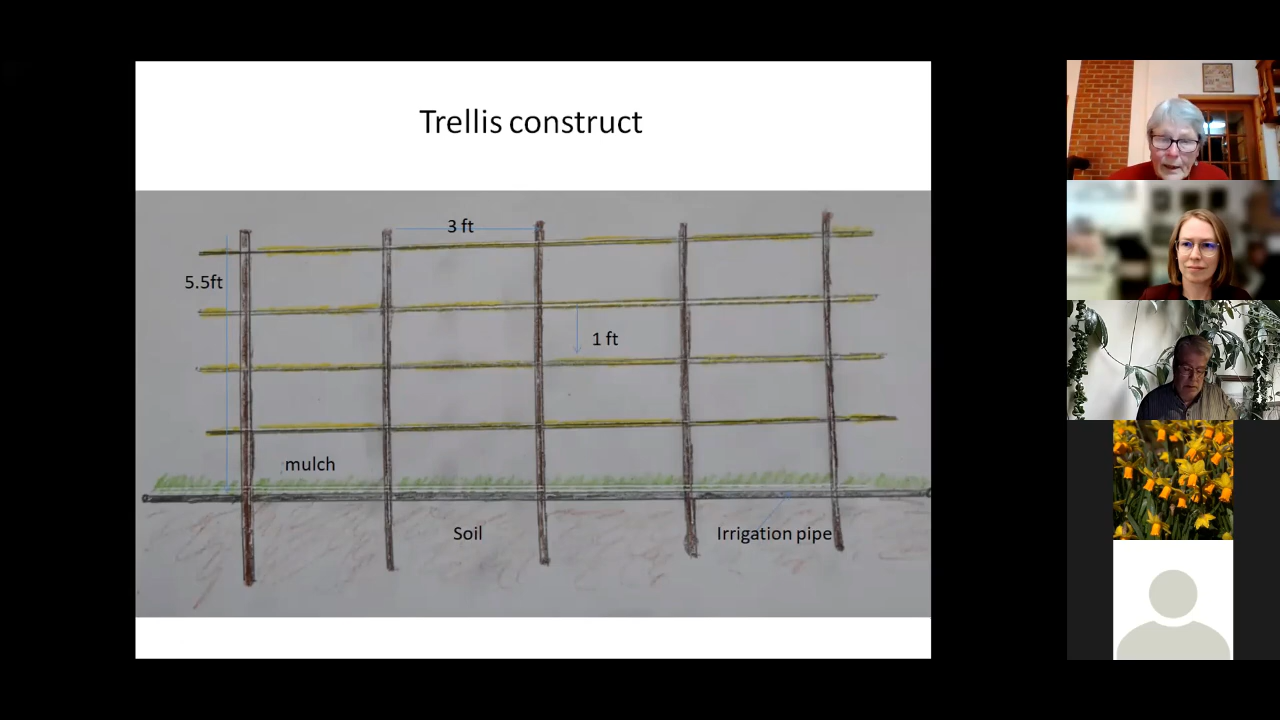 Trellis construct
3 ft
5.5ft
1 ft
mulch
Soil
Irrigation pipe